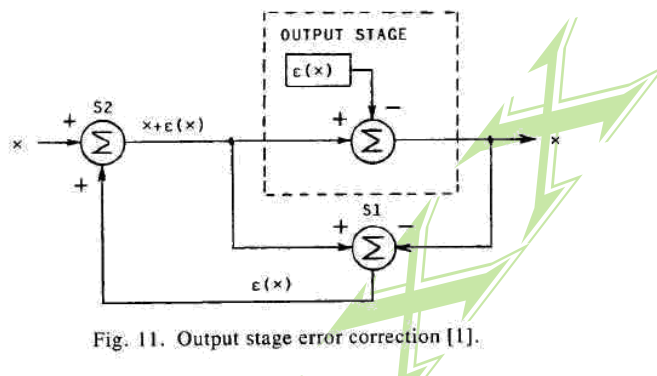 OUTPUT STAGE
ε(x)
−
S2
+
x+ε(x)
+
x
Σ
Σ
x
+
S1
+
−
Σ
ε(x)
Fig. 11. Output stage error correction [1].